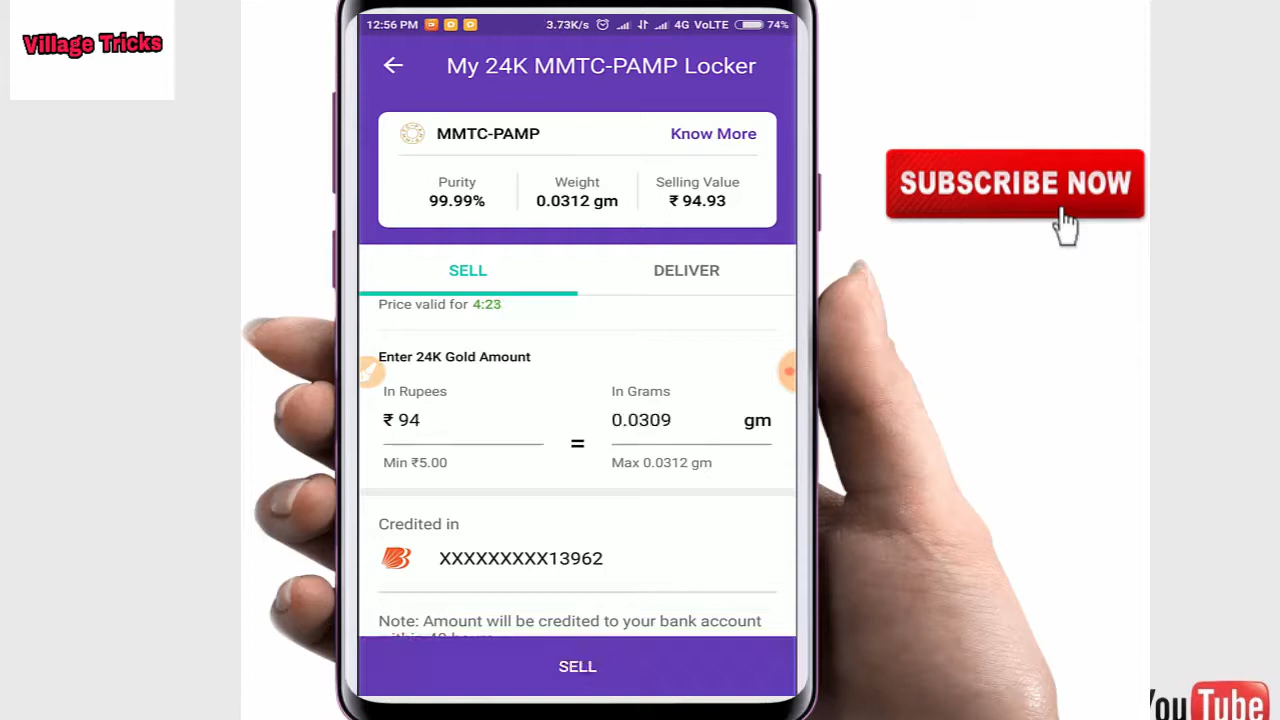 Village Tricks
12:56 PM 3.73K/s 4G VoLTE 74%
My 24K MMTC-PAMP Locker
MMTC-PAMP Know More
Purity Weight Selling Value
99.99% 0.0312 gm ₹ 94.93
SUBSCRIBE NOW
SELL DELIVER
Price valid for 4:23
Enter 24K Gold Amount
In Rupees In Grams
₹ 94 0.0309 gm
=
Min ₹5.00 Max 0.0312 gm
Credited in
XXXXXXXXX13962
Note: Amount will be credited to your bank account
SELL
YouTube